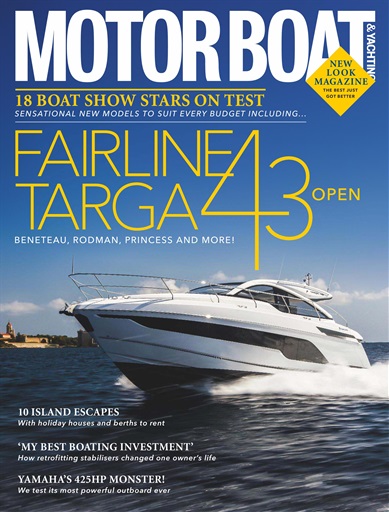 MOTOR BOAT
& YACHTING
NEW
LOOK
MAGAZINE
THE BEST JUST
GOT BETTER
18 BOAT SHOW STARS ON TEST
SENSATIONAL NEW MODELS TO SUIT EVERY BUDGET INCLUDING...
FAIRLINE
TARGA 43 OPEN
BENETEAU, RODMAN, PRINCESS AND MORE!
10 ISLAND ESCAPES
With holiday houses and berths to rent
'MY BEST BOATING INVESTMENT'
How retrofitting stabilisers changed one owner's life
YAMAHA'S 425HP MONSTER!
We test its most powerful outboard ever